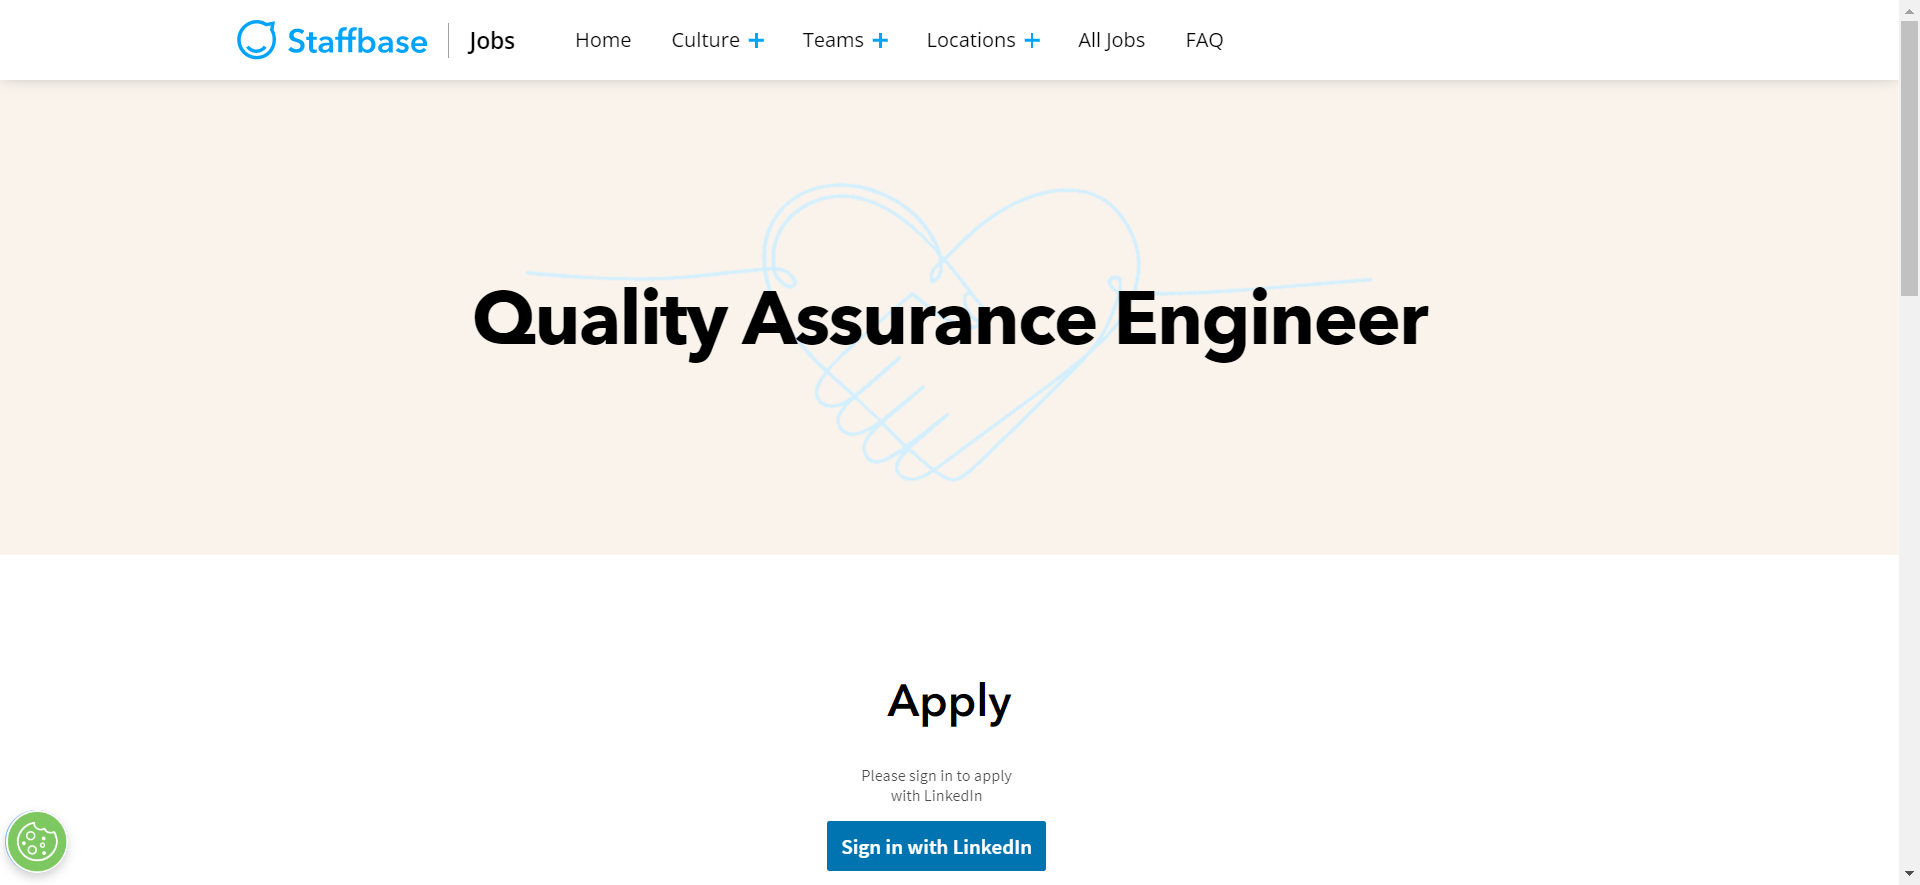 Staffbase Jobs Home Culture + Teams + Locations + All Jobs FAQ
Quality Assurance Engineer
Apply
Please sign in to apply
with LinkedIn
Sign in with LinkedIn